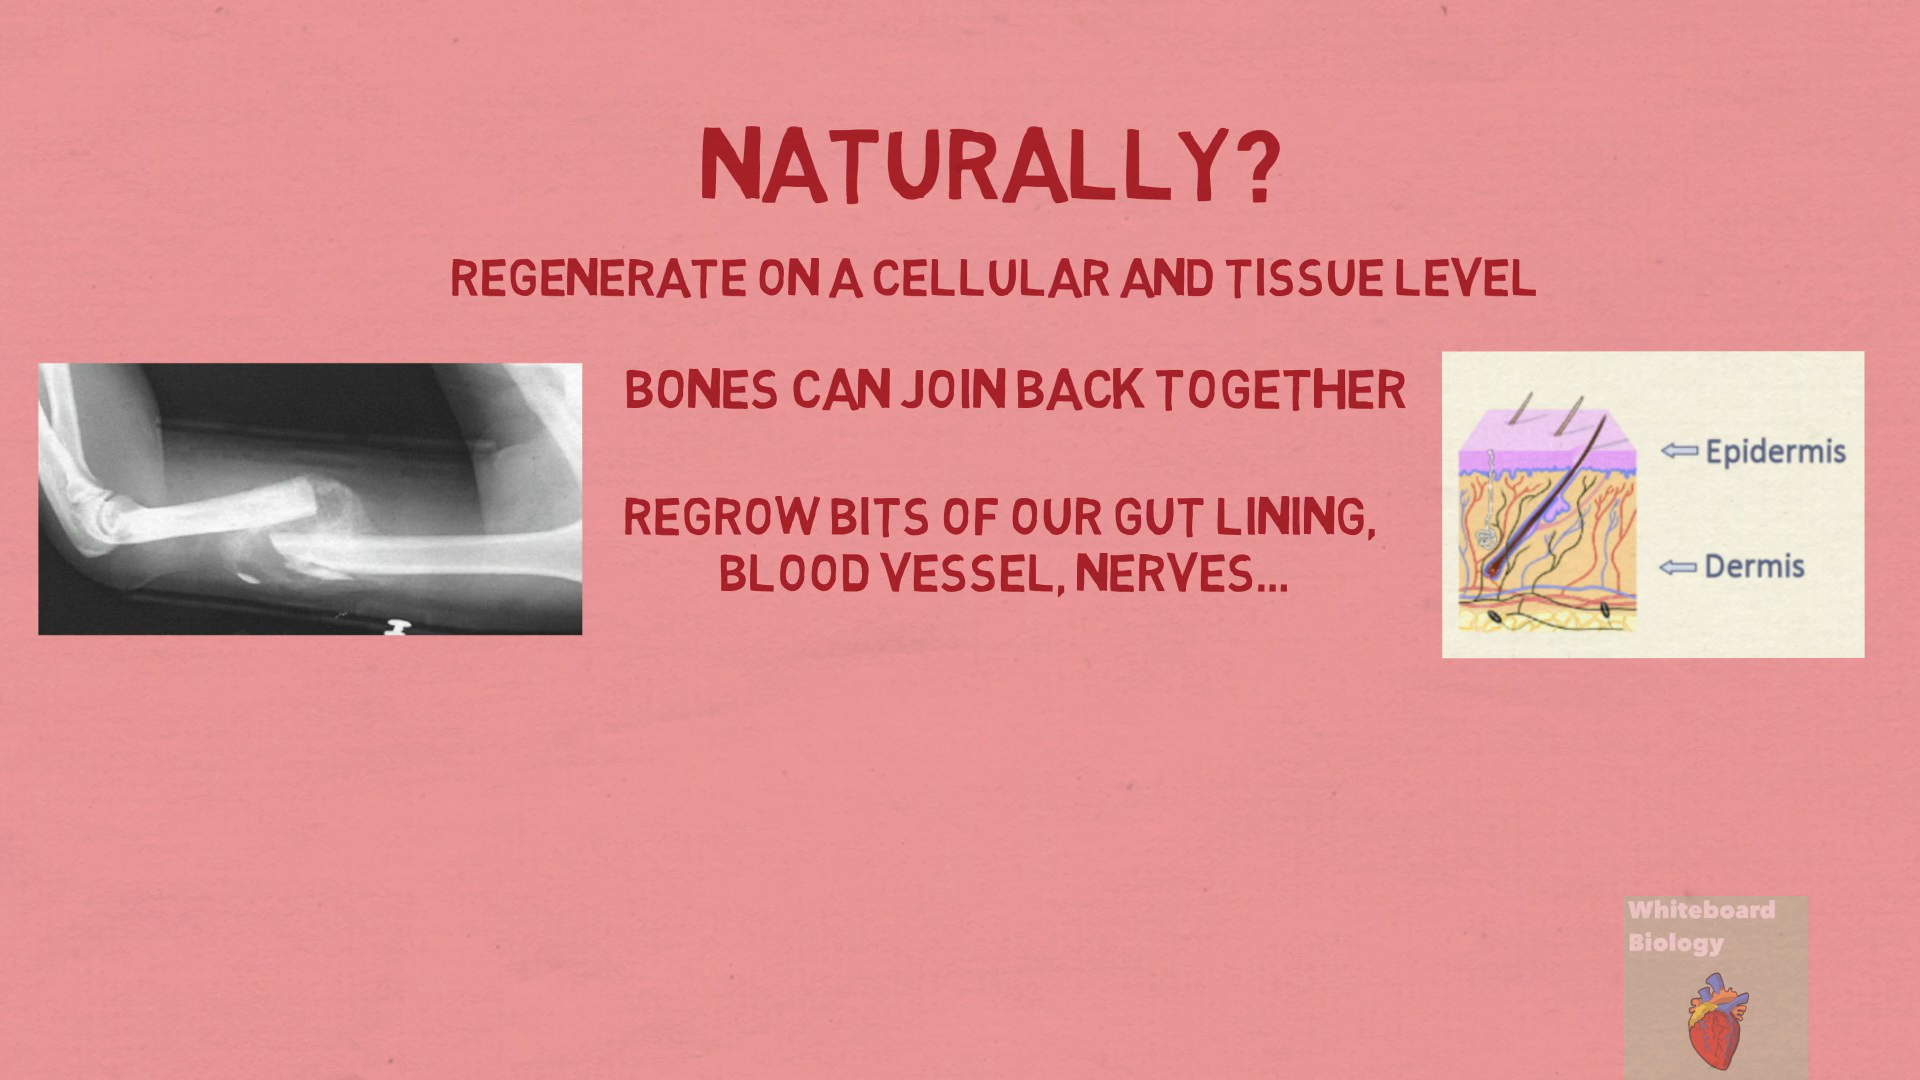 NATURALLY?
REGENERATE ON A CELLULAR AND TISSUE LEVEL
BONES CAN JOIN BACK TOGETHER
REGROW BITS OF OUR GUT LINING,
BLOOD VESSEL, NERVES...
Epidermis
Dermis
Whiteboard
Biology